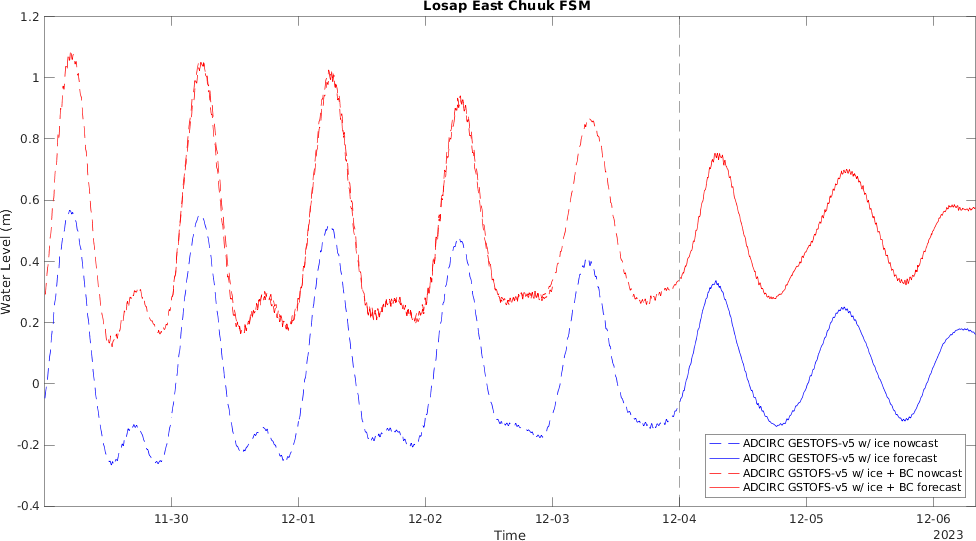 Losap East Chuuk FSM
1.2
1
0.8
0.6
0.4
0.2
0
-0.2
-0.4
Water Level (m)
11-30
12-01
12-02
12-03
12-04
12-05
12-06
Time
2023
ADCIRC GESTOFS-v5 w/ ice nowcast
ADCIRC GESTOFS-v5 w/ ice forecast
ADCIRC GSTOFS-v5 w/ ice + BC nowcast
ADCIRC GSTOFS-v5 w/ ice + BC forecast